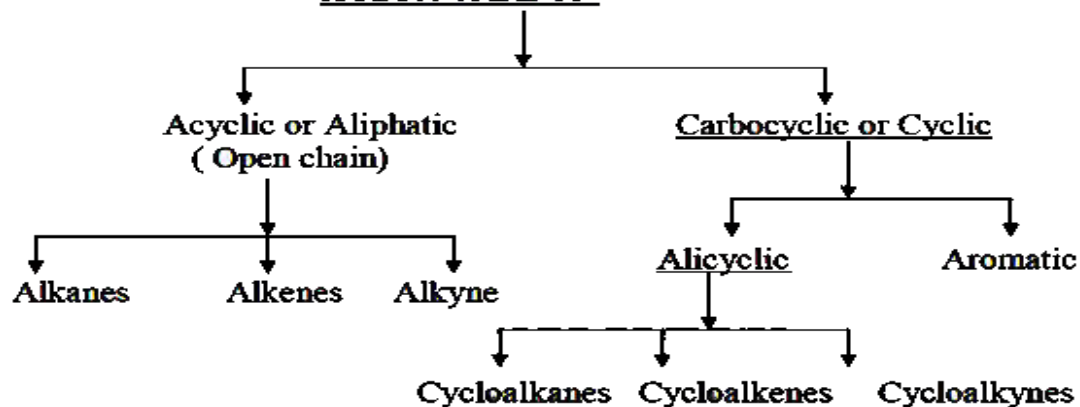 Acyclic or Aliphatic
( Open chain)
Carbocyclic or Cyclic
Alkanes Alkenes Alkyne
Alicyclic Aromatic
Cycloalkanes Cycloalkenes Cycloalkynes